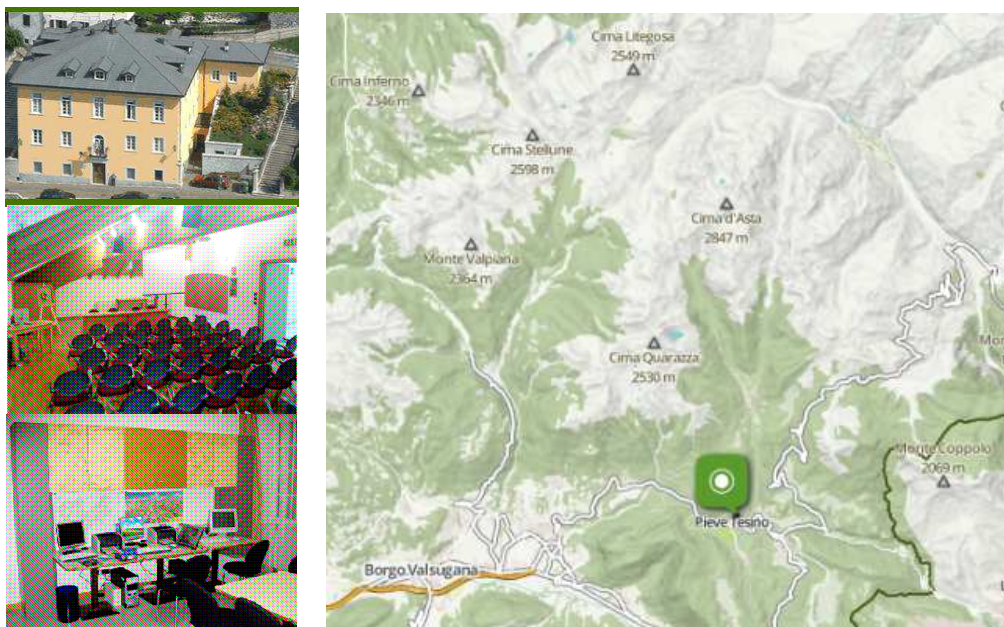 Cima Litegosa
2549 m
Cima Inferno
2346 m
Cima Stellune
2598 m
Cima d'Asta
2847 m
Monte Valpiana
2364 m
Cima Quarazza
2530 m
Monte Coppolo
2069 m
Pieve Tesino
Borgo Valsugana